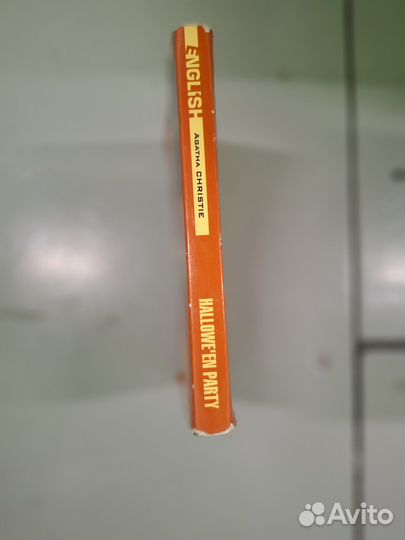 ENGLISH
AGATHA CHRISTIE
HALLOWE'EN PARTY
Avito